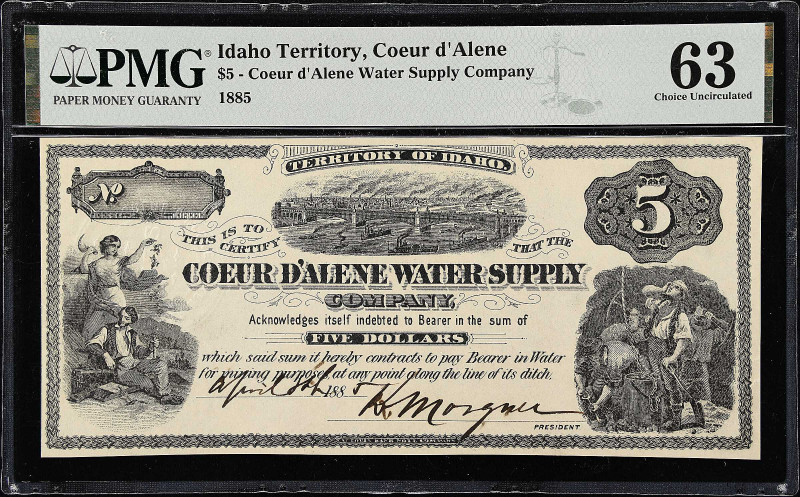 PMG®
PAPER MONEY GUARANTY
Idaho Territory, Coeur d'Alene
$5 - Coeur d'Alene Water Supply Company
1885
63
Choice Uncirculated
TERRITORY OF IDAHO.
No
5
THIS IS TO CERTIFY THAT THE
COEUR D'ALENE WATER SUPPLY
COMPANY,
Acknowledges itself indebted to Bearer in the sum of
FIVE DOLLARS
which said sum it hereby contracts to pay Bearer in Water
for mining purposes, at any point along the line of its ditch.
April 188
PRESIDENT